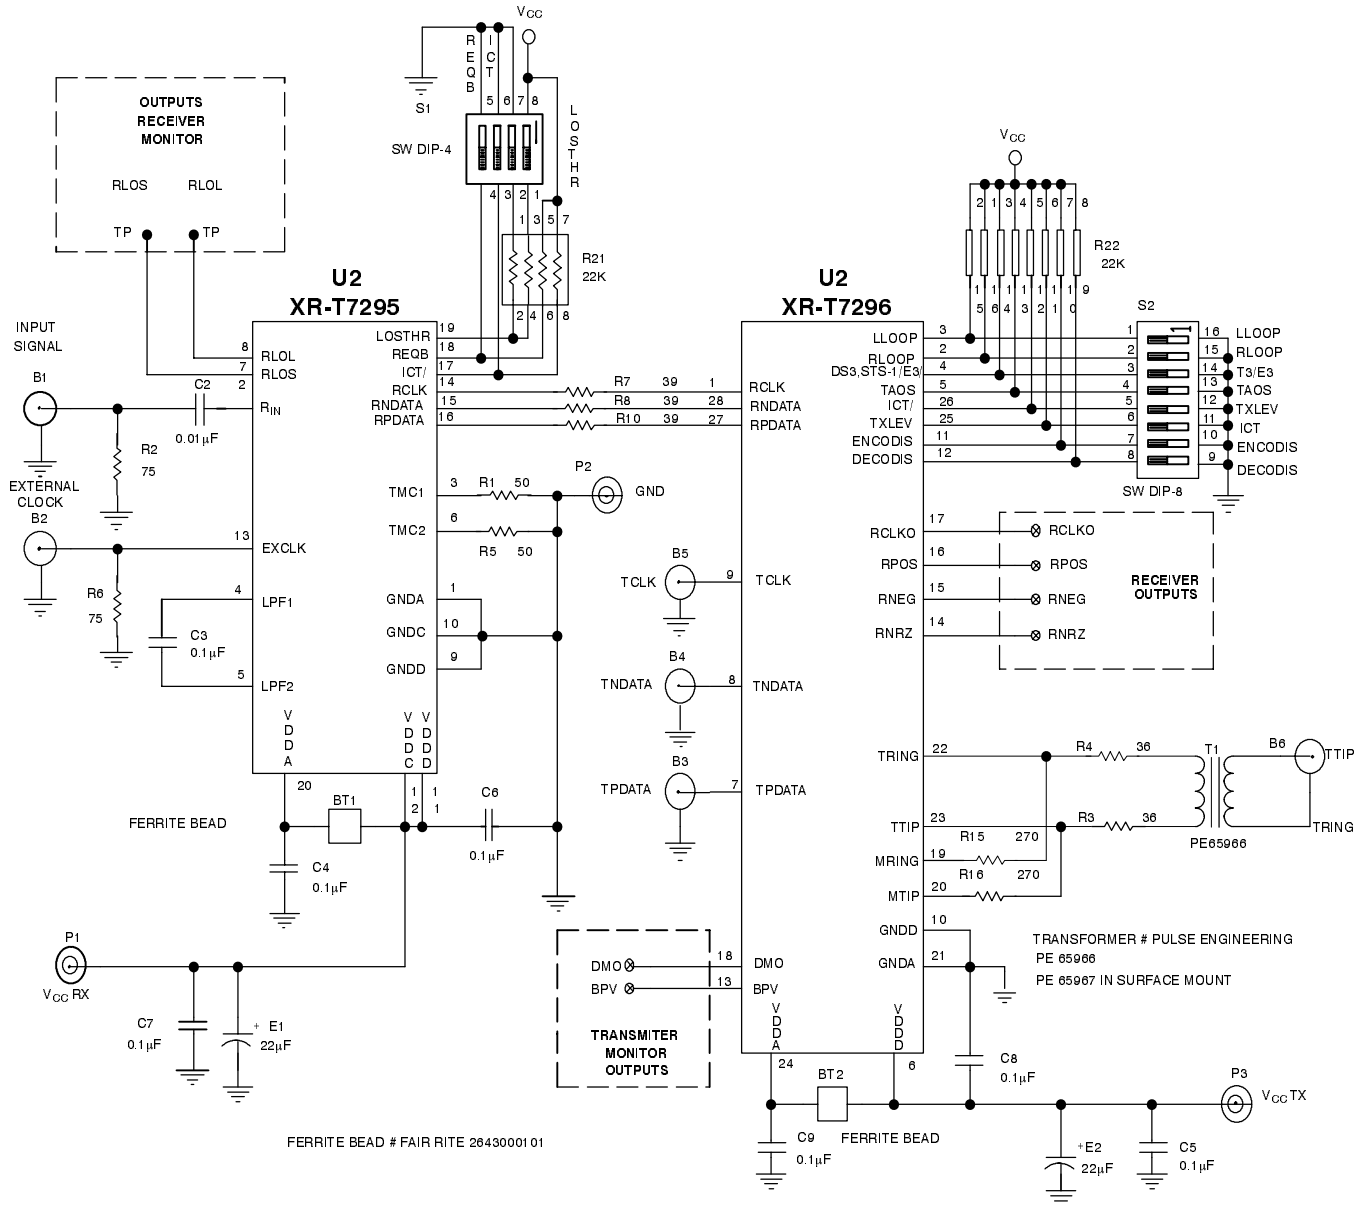 VCC
R
E
Q
B
I
C
T
S1
5 6 7 8
SW DIP-4
4 3 2 1
L
O
S
T
H
R
1 3 5 7
R21
22K
2 4 6 8
OUTPUTS
RECEIVER
MONITOR
RLOS RLOL
TP TP
U2
XR-T7295
INPUT
SIGNAL
B1
C2
0.01µF
R2
75
EXTERNAL
CLOCK
B2
R6
75
C3
0.1µF
8 RLOL
7 RLOS
2 RIN
13 EXCLK
4 LPF1
5 LPF2
LOSTHR 19
REQB 18
ICT/ 17
RCLK 14
RNDATA 15
RPDATA 16
TMC1 3
TMC2 6
GNDA 1
GNDC 10
GNDD 9
R7 39
R8 39
R10 39
R1 50
R5 50
P2
GND
V
D
D
A
V
D
D
C
V
D
D
D
20
1
2
1
1
FERRITE BEAD
BT1
C4
0.1µF
C6
0.1µF
P1
VCC RX
C7
0.1µF
+ E1
22µF
FERRITE BEAD # FAIR RITE 2643000101
U2
XR-T7296
1 RCLK
28 RNDATA
27 RPDATA
B5
TCLK 9 TCLK
B4
TNDATA 8 TNDATA
B3
TPDATA 7 TPDATA
DMO 18 DMO
BPV 13 BPV
TRANSMITER
MONITOR
OUTPUTS
LLOOP 3
RLOOP 2
DS3,STS-1/E3/ 4
TAOS 5
ICT/ 26
TXLEV 25
ENCODIS 11
DECODIS 12
VCC
2 1 3 4 5 6 7 8
R22
22K
1 1 1 1 1 1 1 9
5 6 4 3 2 1 0
S2
1 16 LLOOP
2 15 RLOOP
3 14 T3/E3
4 13 TAOS
5 12 TXLEV
6 11 ICT
7 10 ENCODIS
8 9 DECODIS
SW DIP-8
RCLKO 17 RCLKO
RPOS 16 RPOS
RNEG 15 RNEG
RNRZ 14 RNRZ
RECEIVER
OUTPUTS
TRING 22
TTIP 23
MRING 19
MTIP 20
GNDD 10
GNDA 21
R4 36
R3 36
R15 270
R16 270
T1
PE65966
B6
TTIP
TRING
TRANSFORMER # PULSE ENGINEERING
PE 65966
PE 65967 IN SURFACE MOUNT
V
D
D
A
V
D
D
D
24
6
BT2
FERRITE BEAD
C8
0.1µF
C9
0.1µF
+E2
22µF
C5
0.1µF
P3
VCC TX